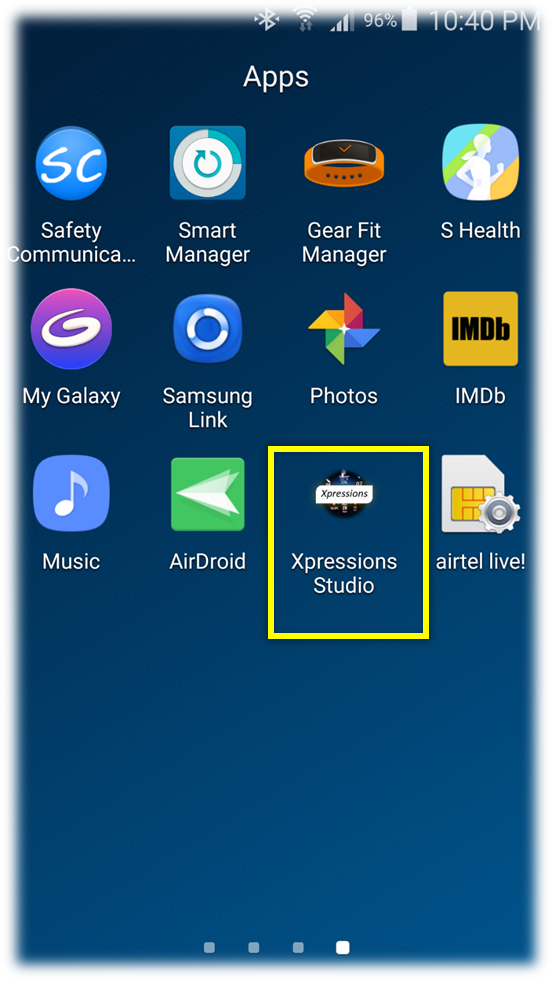 96% 10:40 PM
Apps
SC
Safety
Communica...
Smart
Manager
Gear Fit
Manager
S Health
My Galaxy
Samsung
Link
Photos
IMDb
IMDb
Music
AirDroid
Xpressions
Xpressions
Studio
airtel live!